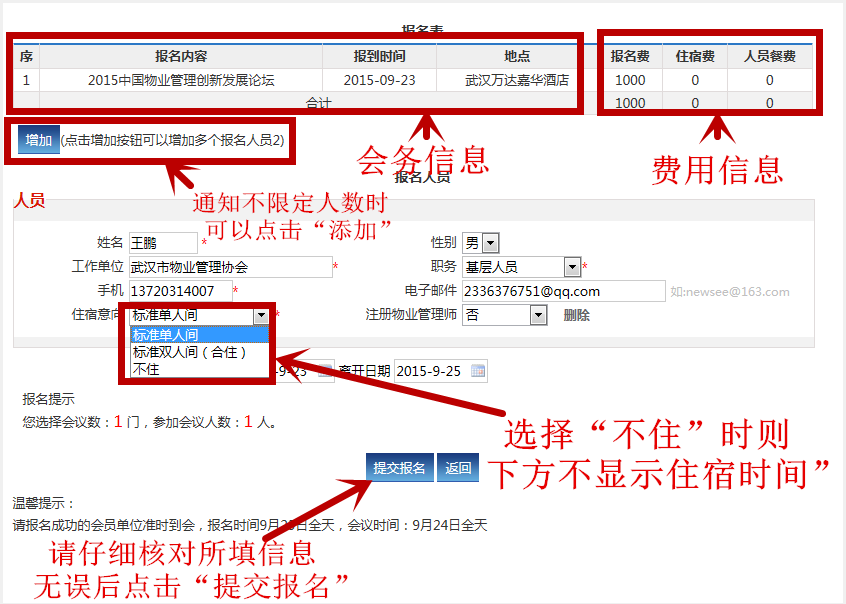 报名表
序 报名内容 报到时间 地点 报名费 住宿费 人员餐费
1 2015中国物业管理创新发展论坛 2015-09-23 武汉万达嘉华酒店 1000 0 0
合计 1000 0 0
增加 (点击增加按钮可以增加多个报名人员2)
会务信息 费用信息
报名人员
人员
通知不限定人数时
可以点击“添加”
姓名 王鹏 * 性别 男
工作单位 武汉市物业管理协会 * 职务 基层人员 *
手机 13720314007 * 电子邮件 2336376751@qq.com 如:newsee@163.com
住宿意向 标准单人间 * 注册物业管理师 否 删除
标准单人间
标准双人间（合住）
不住
-9-23 离开日期 2015-9-25
报名提示
您选择会议数：1 门，参加会议人数：1 人。
选择“不住”时则
下方不显示住宿时间”
提交报名 返回
温馨提示：
请报名成功的会员单位准时到会，报名时间9月23日全天，会议时间：9月24日全天
请仔细核对所填信息
无误后点击“提交报名”